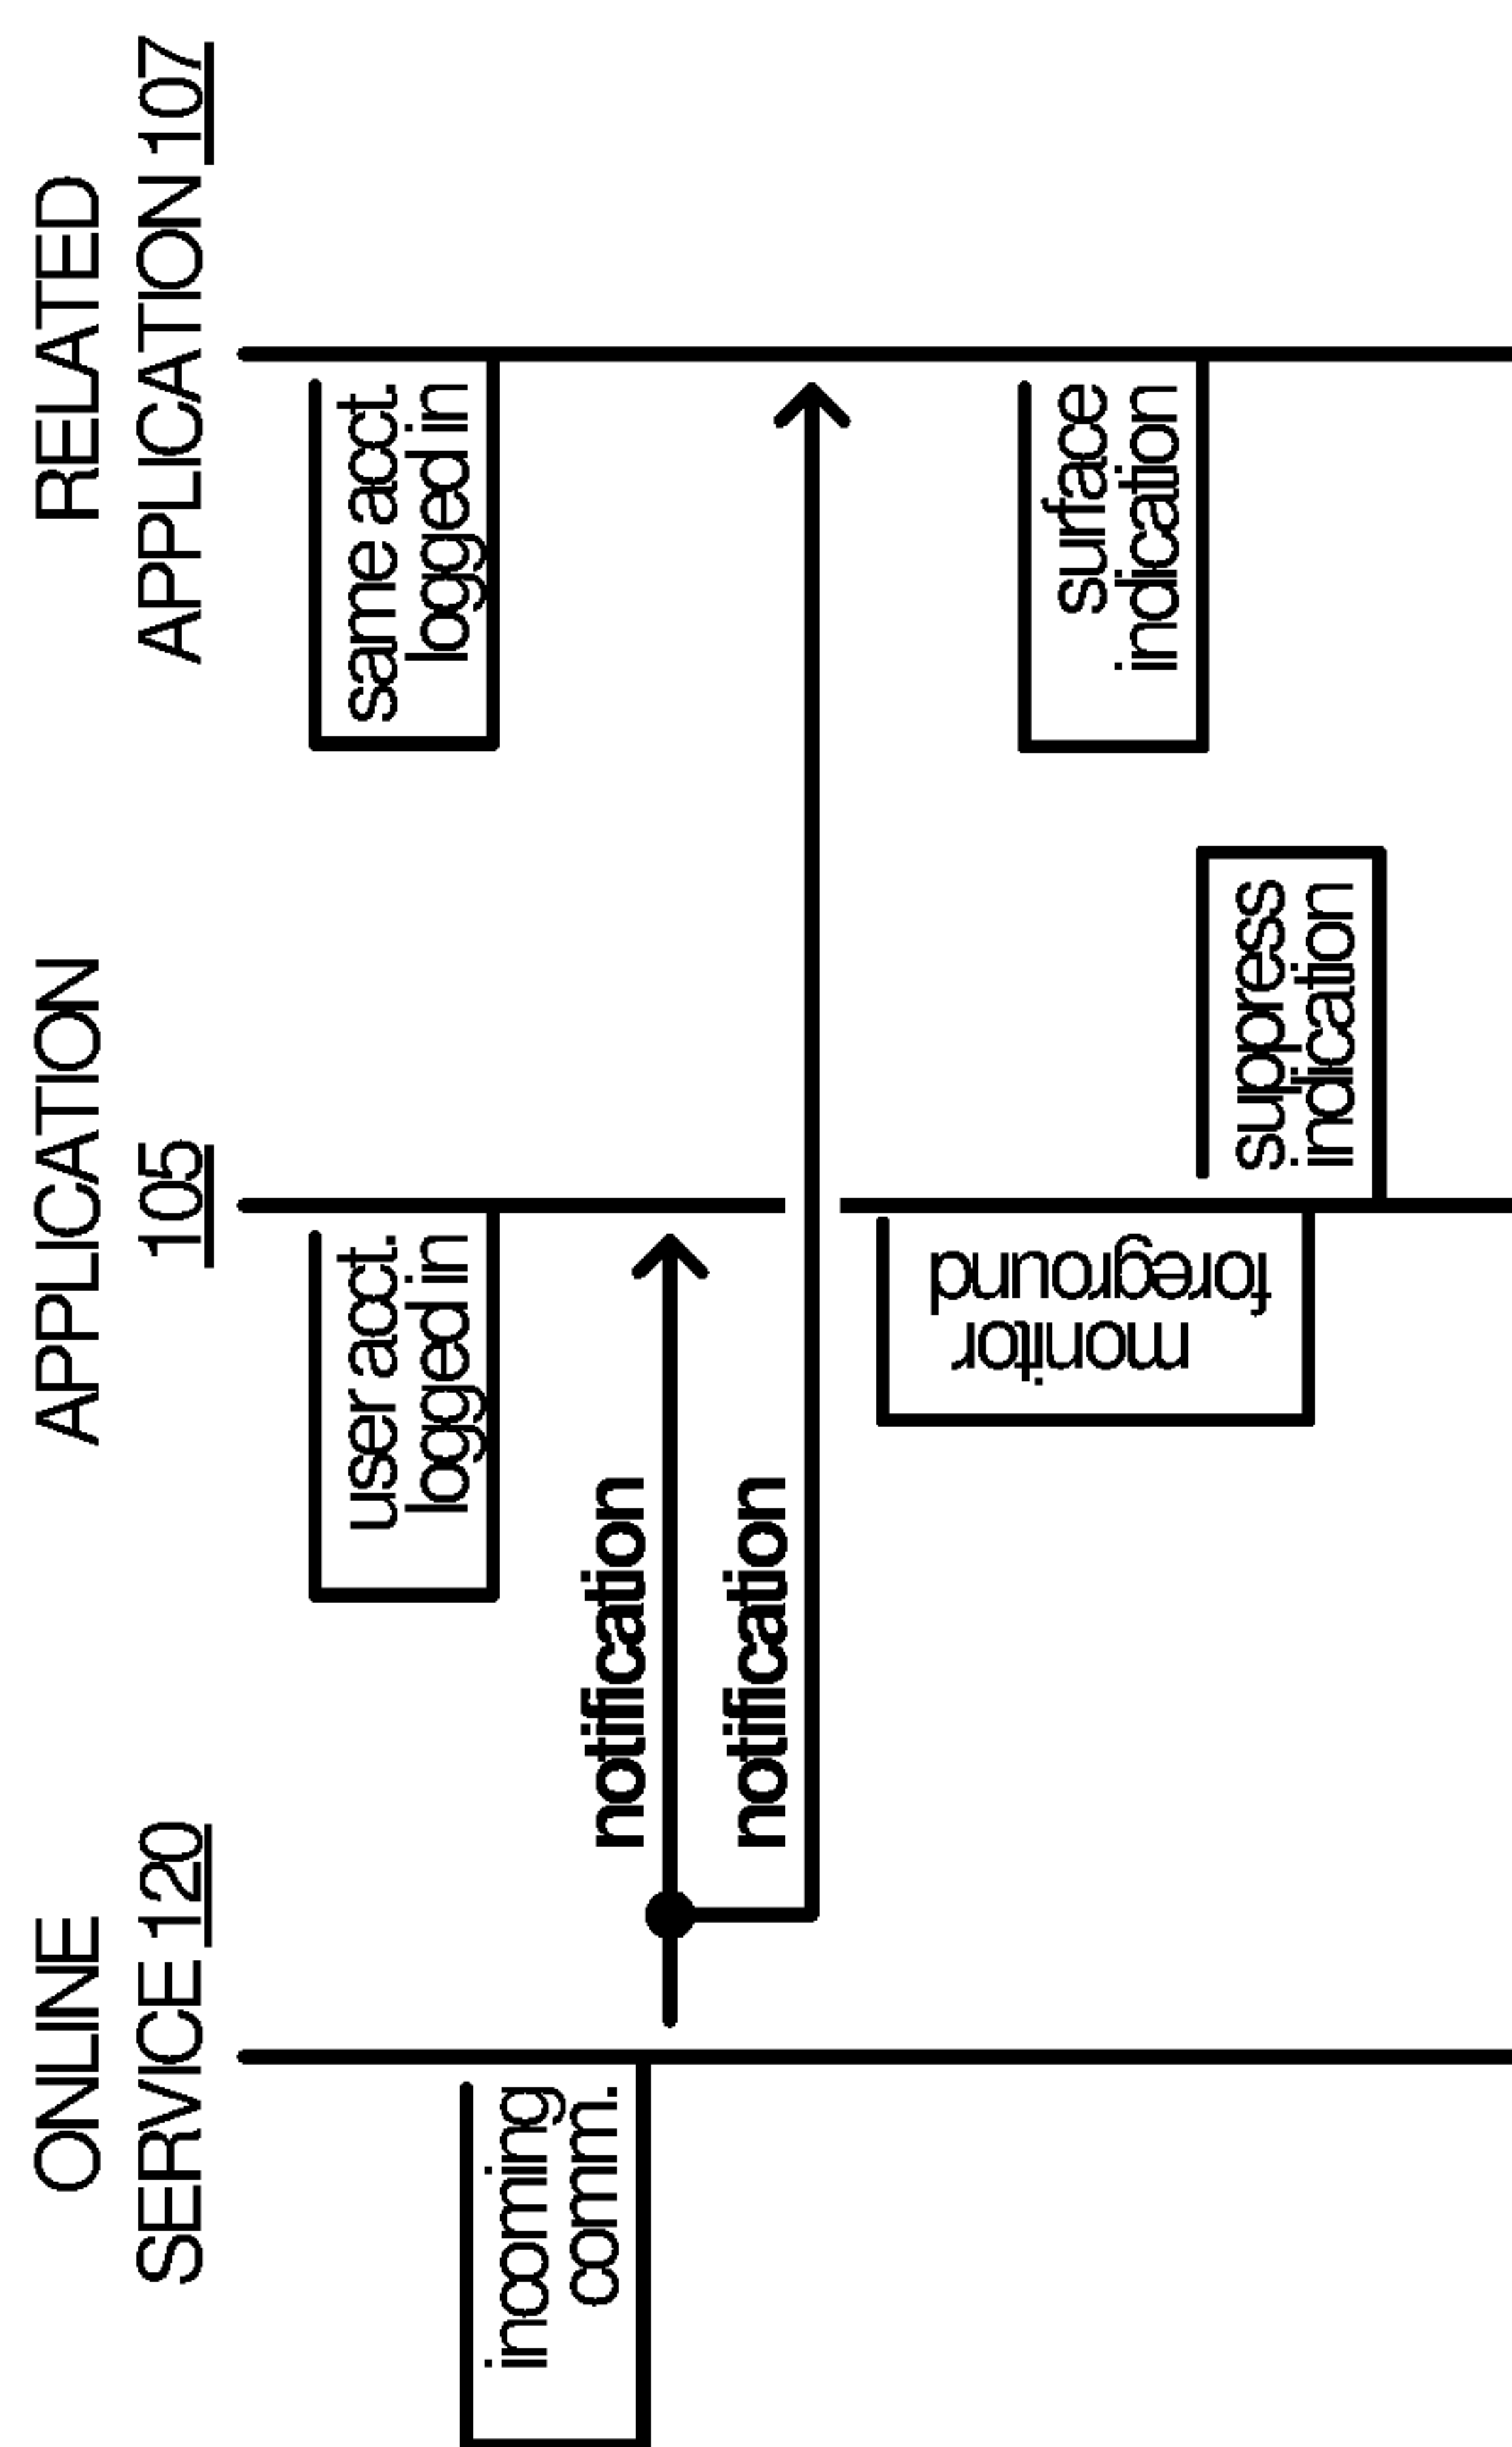 ONLINE
SERVICE 120
APPLICATION
105
RELATED
APPLICATION 107
user acct.
logged in
same acct.
logged in
incoming
comm.
notification
notification
monitor
foreground
surface
indication
suppress
indication